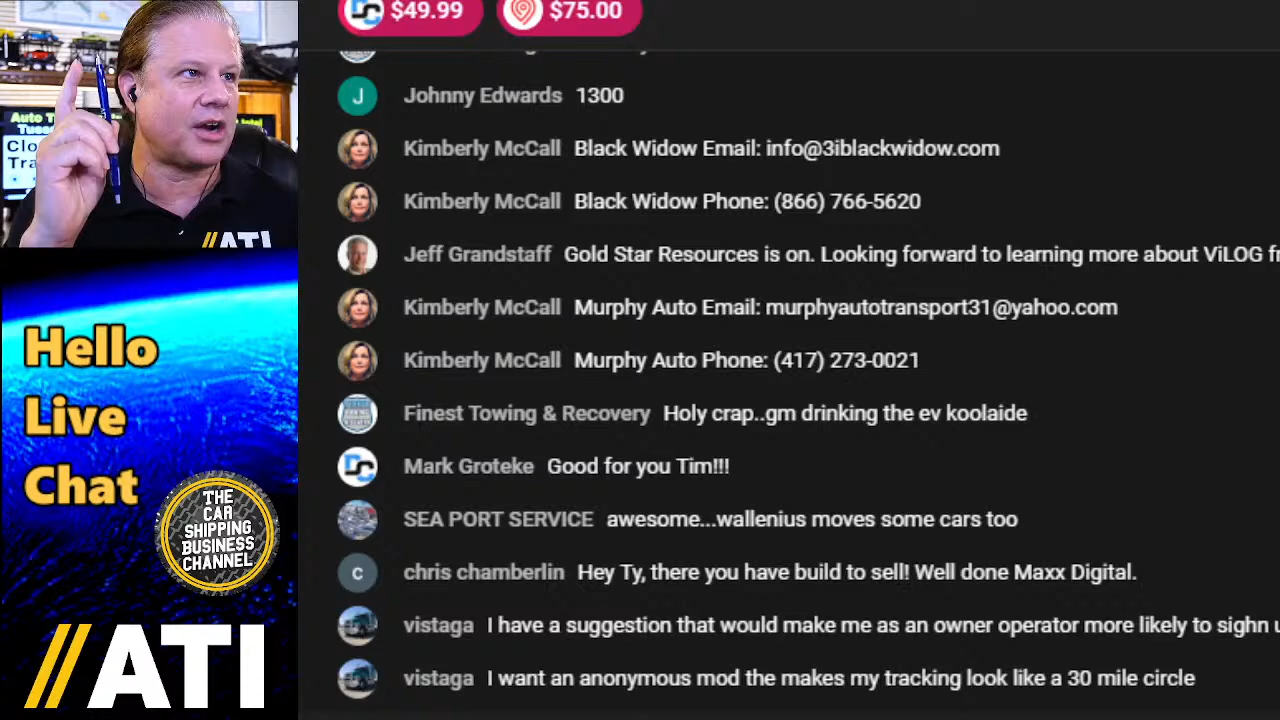 $49.99 $75.00
Johnny Edwards 1300
Kimberly McCall Black Widow Email: info@3iblackwidow.com
Kimberly McCall Black Widow Phone: (866) 766-5620
Jeff Grandstaff Gold Star Resources is on. Looking forward to learning more about ViLOG
Kimberly McCall Murphy Auto Email: murphyautotransport31@yahoo.com
Kimberly McCall Murphy Auto Phone: (417) 273-0021
Finest Towing & Recovery Holy crap..gm drinking the ev koolaide
Mark Groteke Good for you Tim!!!
SEA PORT SERVICE awesome...wallenius moves some cars too
chris chamberlin Hey Ty, there you have build to sell! Well done Maxx Digital.
vistaga I have a suggestion that would make me as an owner operator more likely to sighn
vistaga I want an anonymous mod the makes my tracking look like a 30 mile circle
Auto
//ATI
Hello
Live
Chat
THE
CAR
SHIPPING
BUSINESS
CHANNEL
//ATI